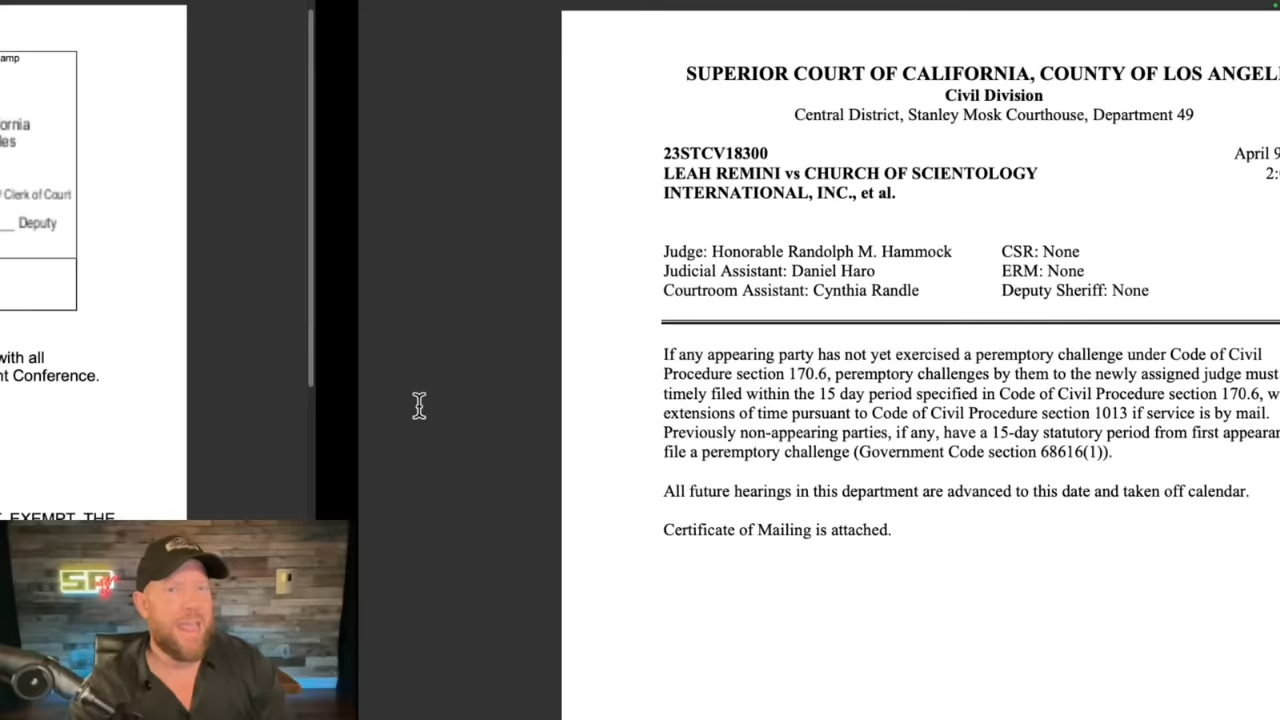 amp
ornia
les
Clerk of Court
Deputy
with all
nt Conference.
EXEMPT THE
SUPERIOR COURT OF CALIFORNIA, COUNTY OF LOS ANGEL
Civil Division
Central District, Stanley Mosk Courthouse, Department 49
23STCV18300
April 9
LEAH REMINI vs CHURCH OF SCIENTOLOGY
2:
INTERNATIONAL, INC., et al.
Judge: Honorable Randolph M. Hammock
CSR: None
Judicial Assistant: Daniel Haro
ERM: None
Courtroom Assistant: Cynthia Randle
Deputy Sheriff: None
If any appearing party has not yet exercised a peremptory challenge under Code of Civil
Procedure section 170.6, peremptory challenges by them to the newly assigned judge must
timely filed within the 15 day period specified in Code of Civil Procedure section 170.6, w
extensions of time pursuant to Code of Civil Procedure section 1013 if service is by mail.
Previously non-appearing parties, if any, have a 15-day statutory period from first appearan
file a peremptory challenge (Government Code section 68616(1)).
All future hearings in this department are advanced to this date and taken off calendar.
Certificate of Mailing is attached.
SP